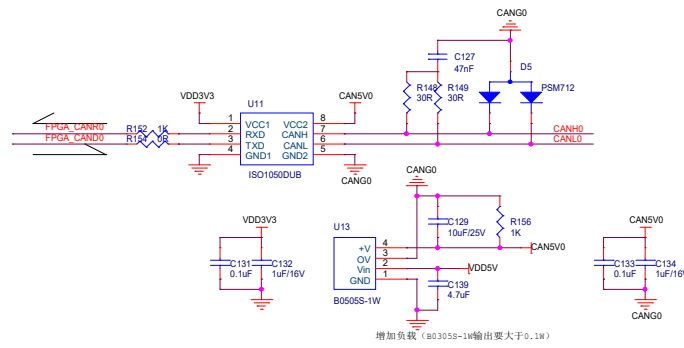 CANG0
C127
47nF
D5
R148
30R
R149
30R
PSM712
VDD3V3
U11
CAN5V0
FPGA_CANR0
R152 1K
1 VCC1 VCC2 8
2 RXD CANH 7
CANH0
FPGA_CAND0
R154 0R
3 TXD CANL 6
CANL0
4 GND1 GND2 5
ISO1050DUB
CANG0
CANG0
VDD3V3
U13
C129
10uF/25V
R156
1K
CAN5V0
+V 4
CAN5V0
OV 3
C131
0.1uF
C132
1uF/16V
Vin 2
VDD5V
C133
0.1uF
C134
1uF/16V
GND 1
C139
4.7uF
B0505S-1W
CANG0
增加负载（B0305S-1W输出要大于0.1W）